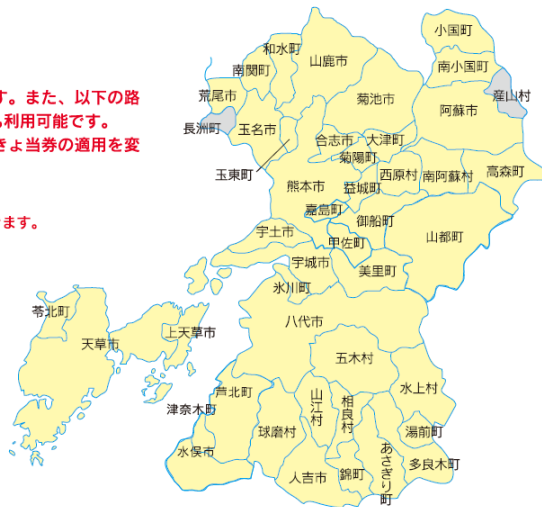 す。また、以下の路
も利用可能です。
きょ当券の適用を変
きます。
小国町
和水町
山鹿市
南小国町
南関町
荒尾市
菊池市
産山村
阿蘇市
長洲町
玉名市
合志市
大津町
菊陽町
玉東町
西原村
南阿蘇村
高森町
熊本市
益城町
嘉島町
御船町
宇土市
甲佐町
山都町
宇城市
美里町
氷川町
苓北町
八代市
上天草市
天草市
五木村
芦北町
水上村
山江村
相良村
津奈木町
湯前町
球磨村
あさぎり町
水俣市
多良木町
人吉市
錦町